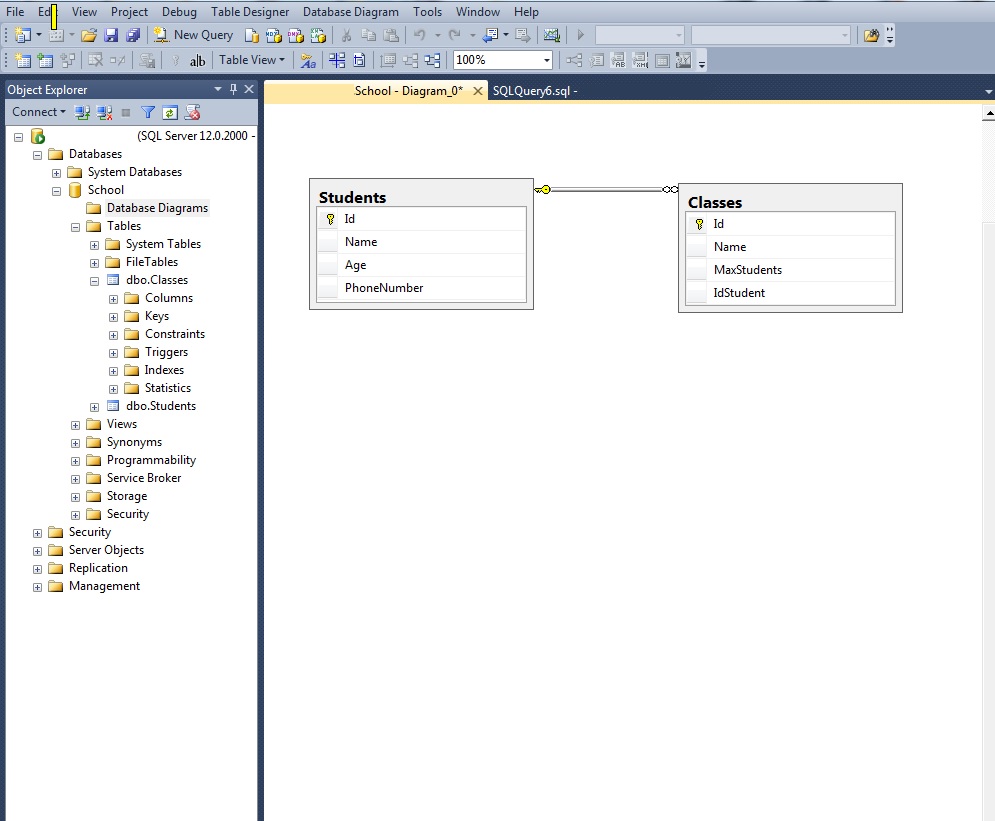 File Ed View Project Debug Table Designer Database Diagram Tools Window Help
New Query
Table View 100%
Object Explorer
Connect
(SQL Server 12.0.2000 -
Databases
System Databases
School
Database Diagrams
Tables
System Tables
FileTables
dbo.Classes
Columns
Keys
Constraints
Triggers
Indexes
Statistics
dbo.Students
Views
Synonyms
Programmability
Service Broker
Storage
Security
Security
Server Objects
Replication
Management
School - Diagram_0* SQLQuery6.sql -
Students
Id
Name
Age
PhoneNumber
Classes
Id
Name
MaxStudents
IdStudent